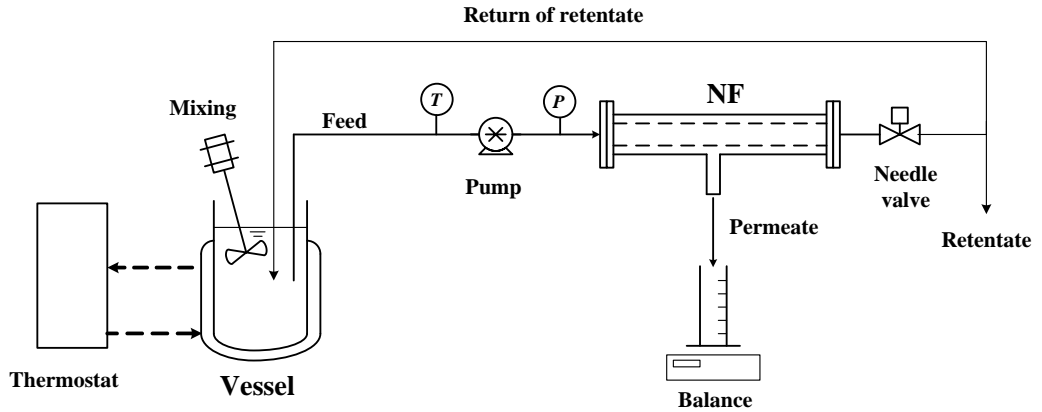 Return of retentate
Mixing
Feed
T
P
NF
Pump
Needle
valve
Permeate
Retentate
Thermostat
Vessel
Balance